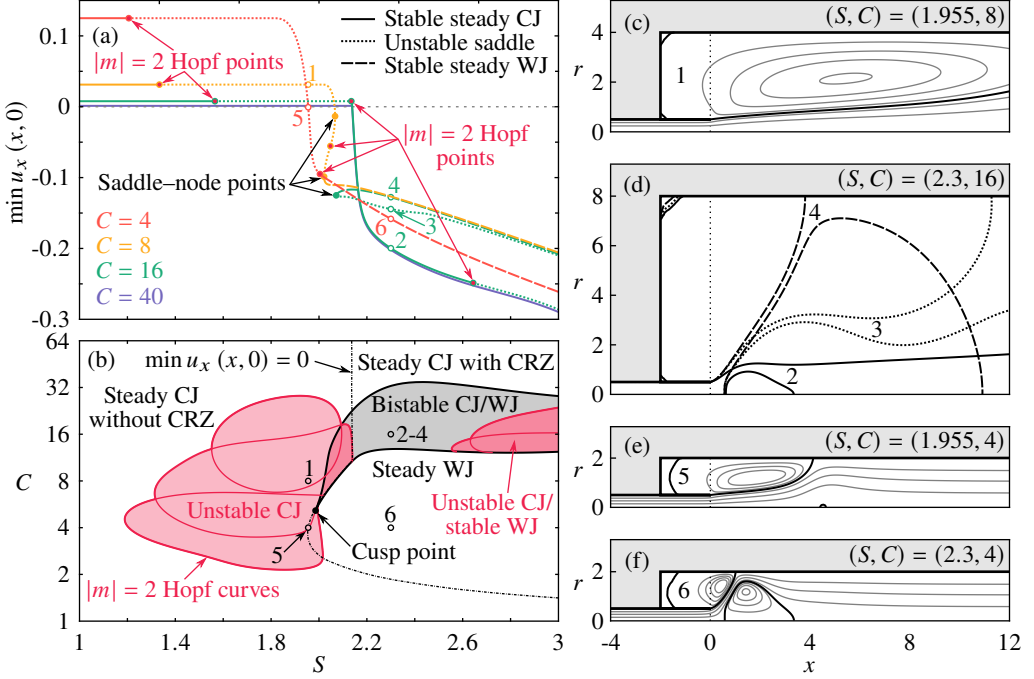 (a)
Stable steady CJ
Unstable saddle
Stable steady WJ
|m| = 2 Hopf points
|m| = 2 Hopf
points
Saddle–node points
1
5
4
3
6
2
C = 4
C = 8
C = 16
C = 40
min u_x (x, 0)
0.1
0
-0.1
-0.2
-0.3
(b)
min u_x (x, 0) = 0
Steady CJ with CRZ
Steady CJ
without CRZ
Bistable CJ/WJ
2-4
Steady WJ
1
Unstable CJ
Unstable CJ/
stable WJ
6
5
Cusp point
|m| = 2 Hopf curves
C
64
32
16
8
4
2
1
1 1.4 1.8 2.2 2.6 3
S
(c)
(S, C) = (1.955, 8)
1
r
4
2
0
(d)
(S, C) = (2.3, 16)
4
3
2
r
8
6
4
2
0
(e)
(S, C) = (1.955, 4)
5
r
2
0
(f)
(S, C) = (2.3, 4)
6
r
2
0
-4 0 4 8 12
x